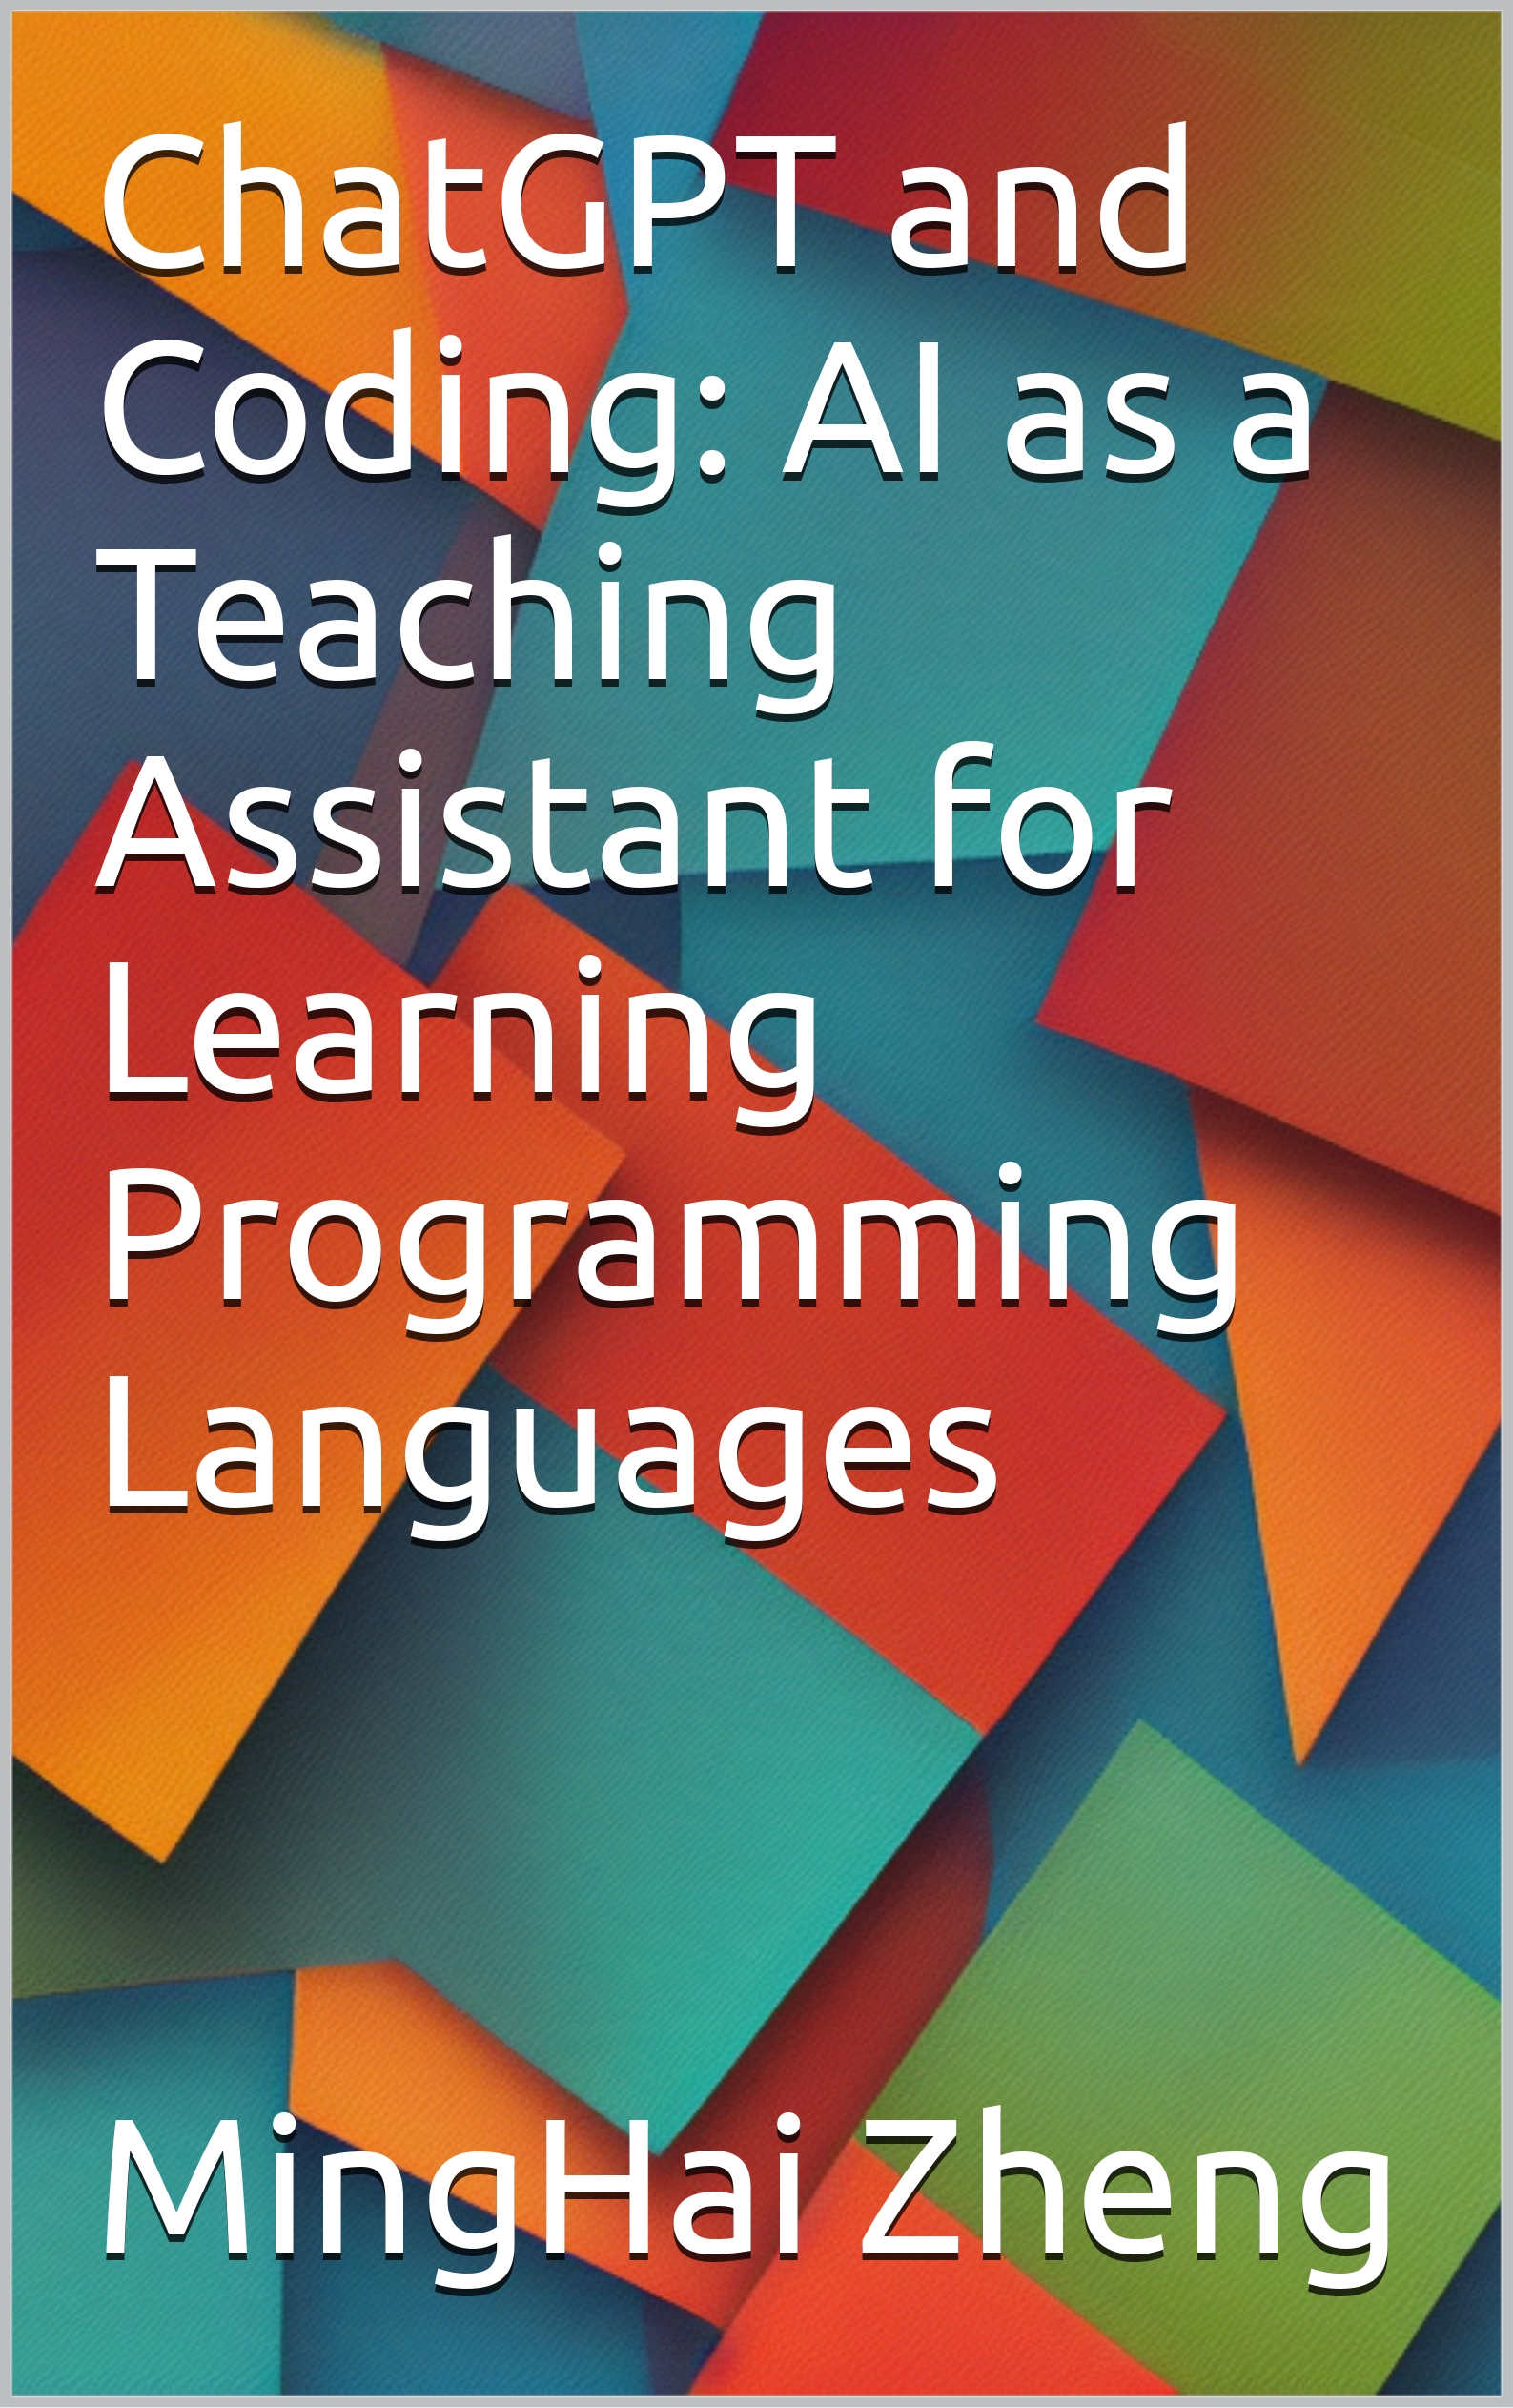 ChatGPT and
Coding: AI as a
Teaching
Assistant for
Learning
Programming
Languages
MingHai Zheng